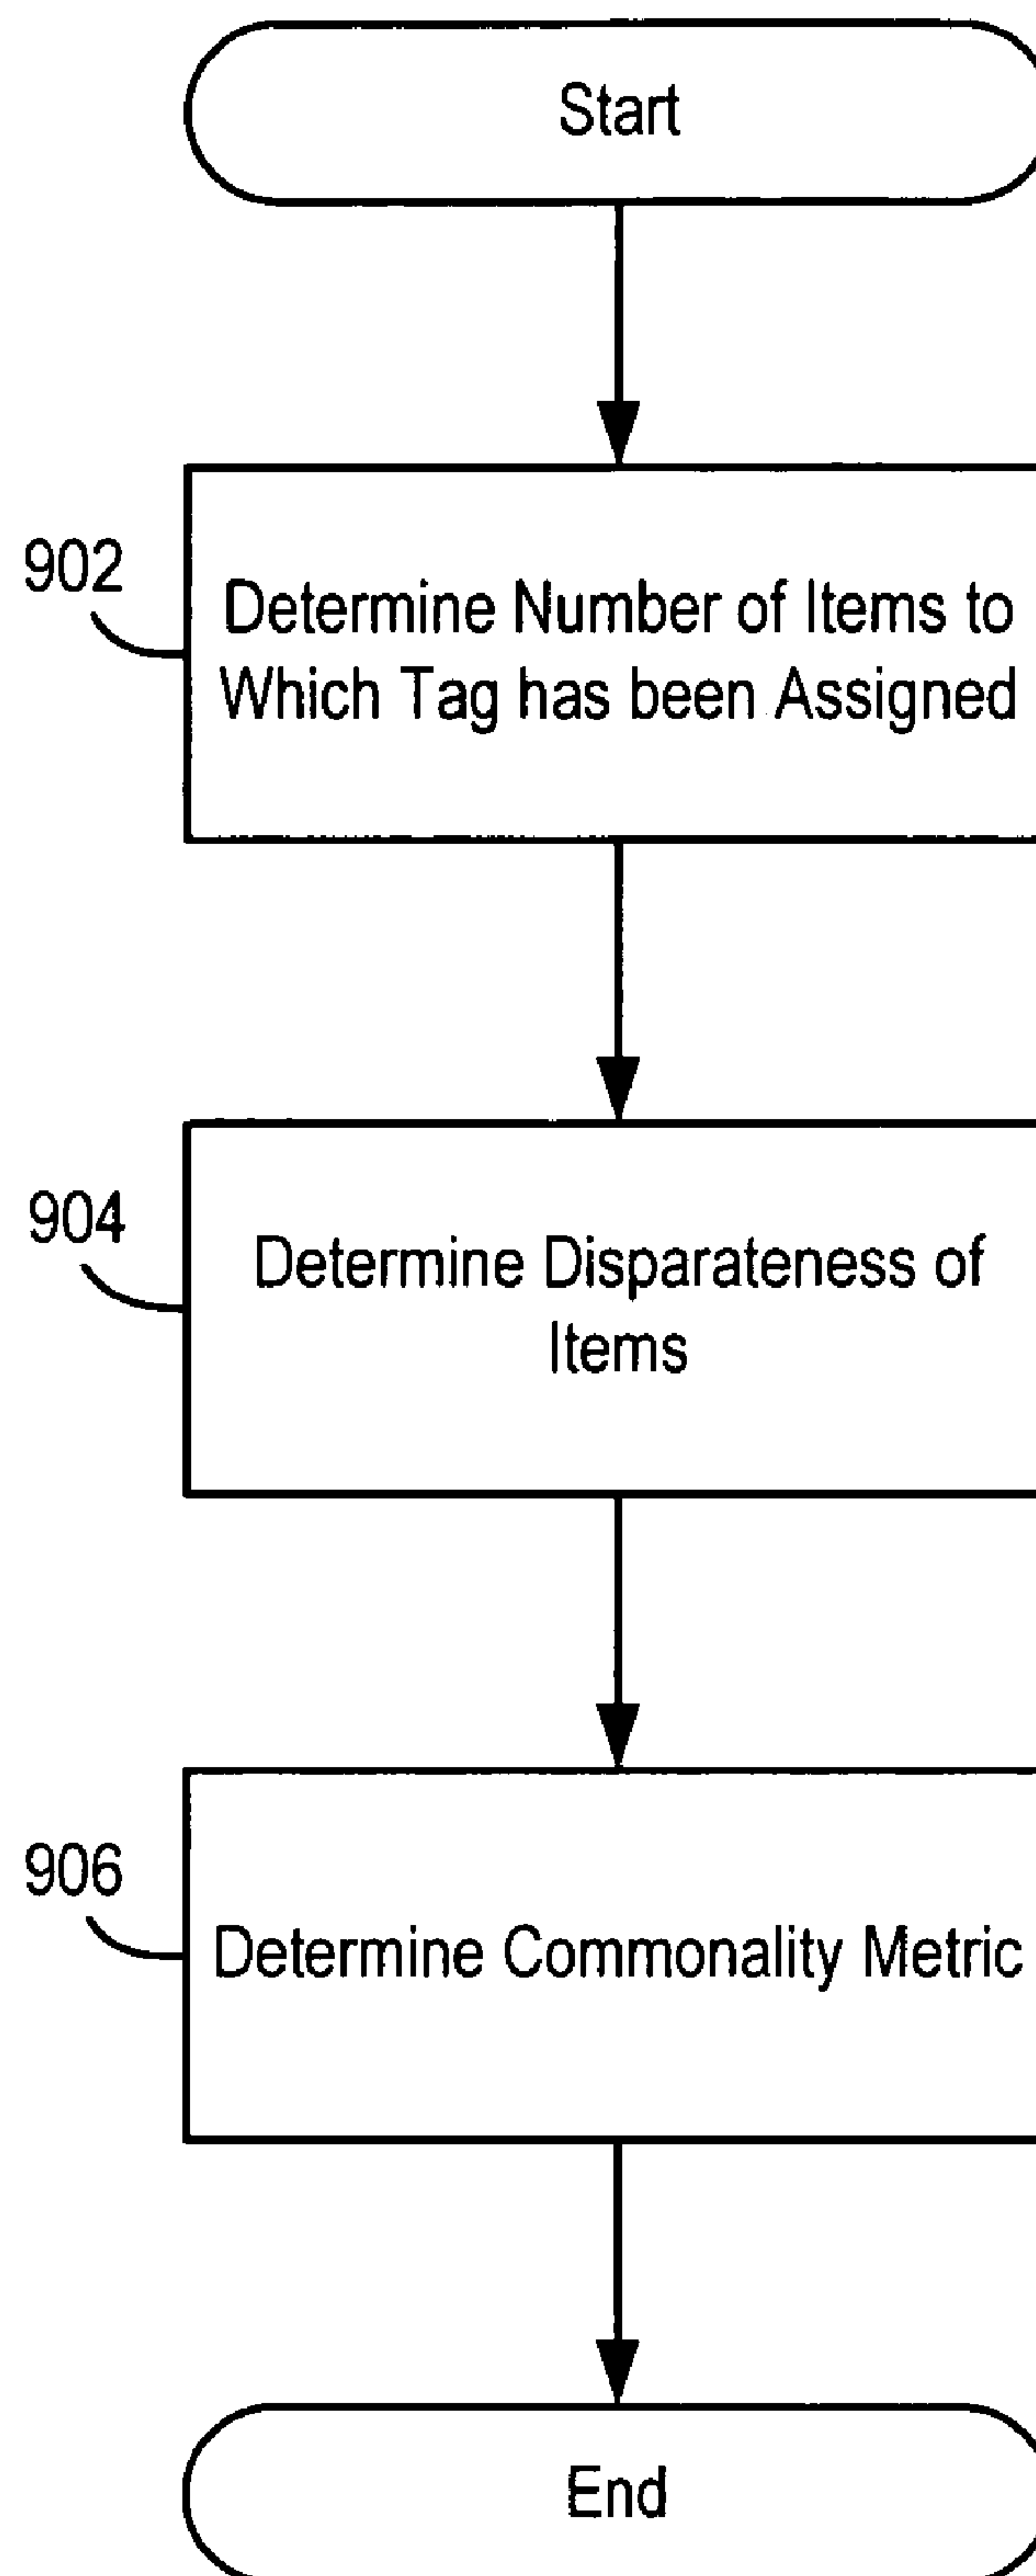 Start
902
Determine Number of Items to
Which Tag has been Assigned
904
Determine Disparateness of
Items
906
Determine Commonality Metric
End